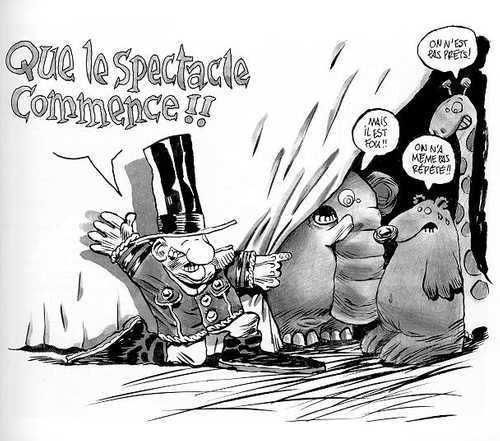 QUE le SPECTACLE
COMMENCE !!
ON N'EST
PAS PRÊTS!
MAIS
IL EST
FOU!!
ON N'A
MÊME PAS
RÉPÉTÉ!!